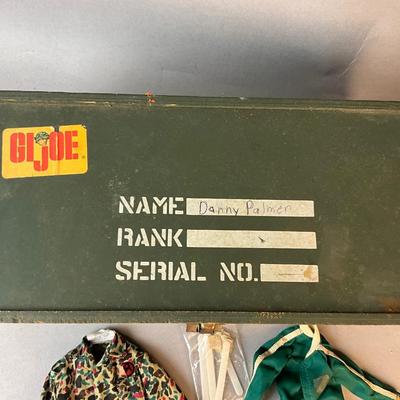 GI JOE
NAME Danny Palmer
RANK
SERIAL NO.